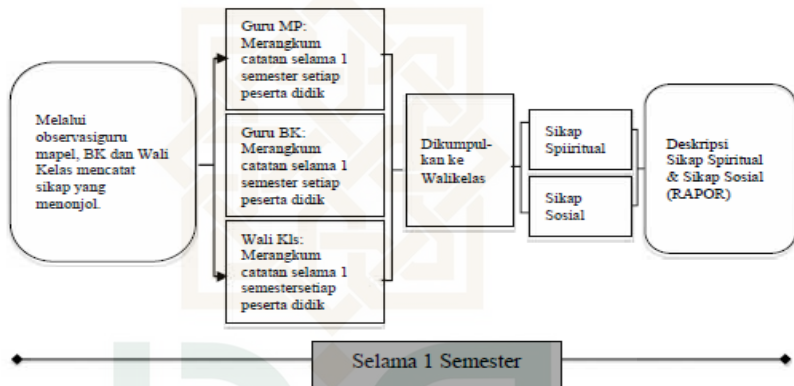 Melalui
observasiguru
mapel, BK dan Wali
Kelas mencatat
sikap yang
menonjol.
Guru MP:
Merangkum
catatan selama 1
semester setiap
peserta didik
Guru BK:
Merangkum
catatan selama 1
semester setiap
peserta didik
Wali Kls:
Merangkum
catatan selama 1
semestersetiap
peserta didik
Dikumpul-
kan ke
Walikelas
Sikap
Spiiritual
Sikap
Sosial
Deskripsi
Sikap Spiritual
& Sikap Sosial
(RAPOR)
Selama 1 Semester